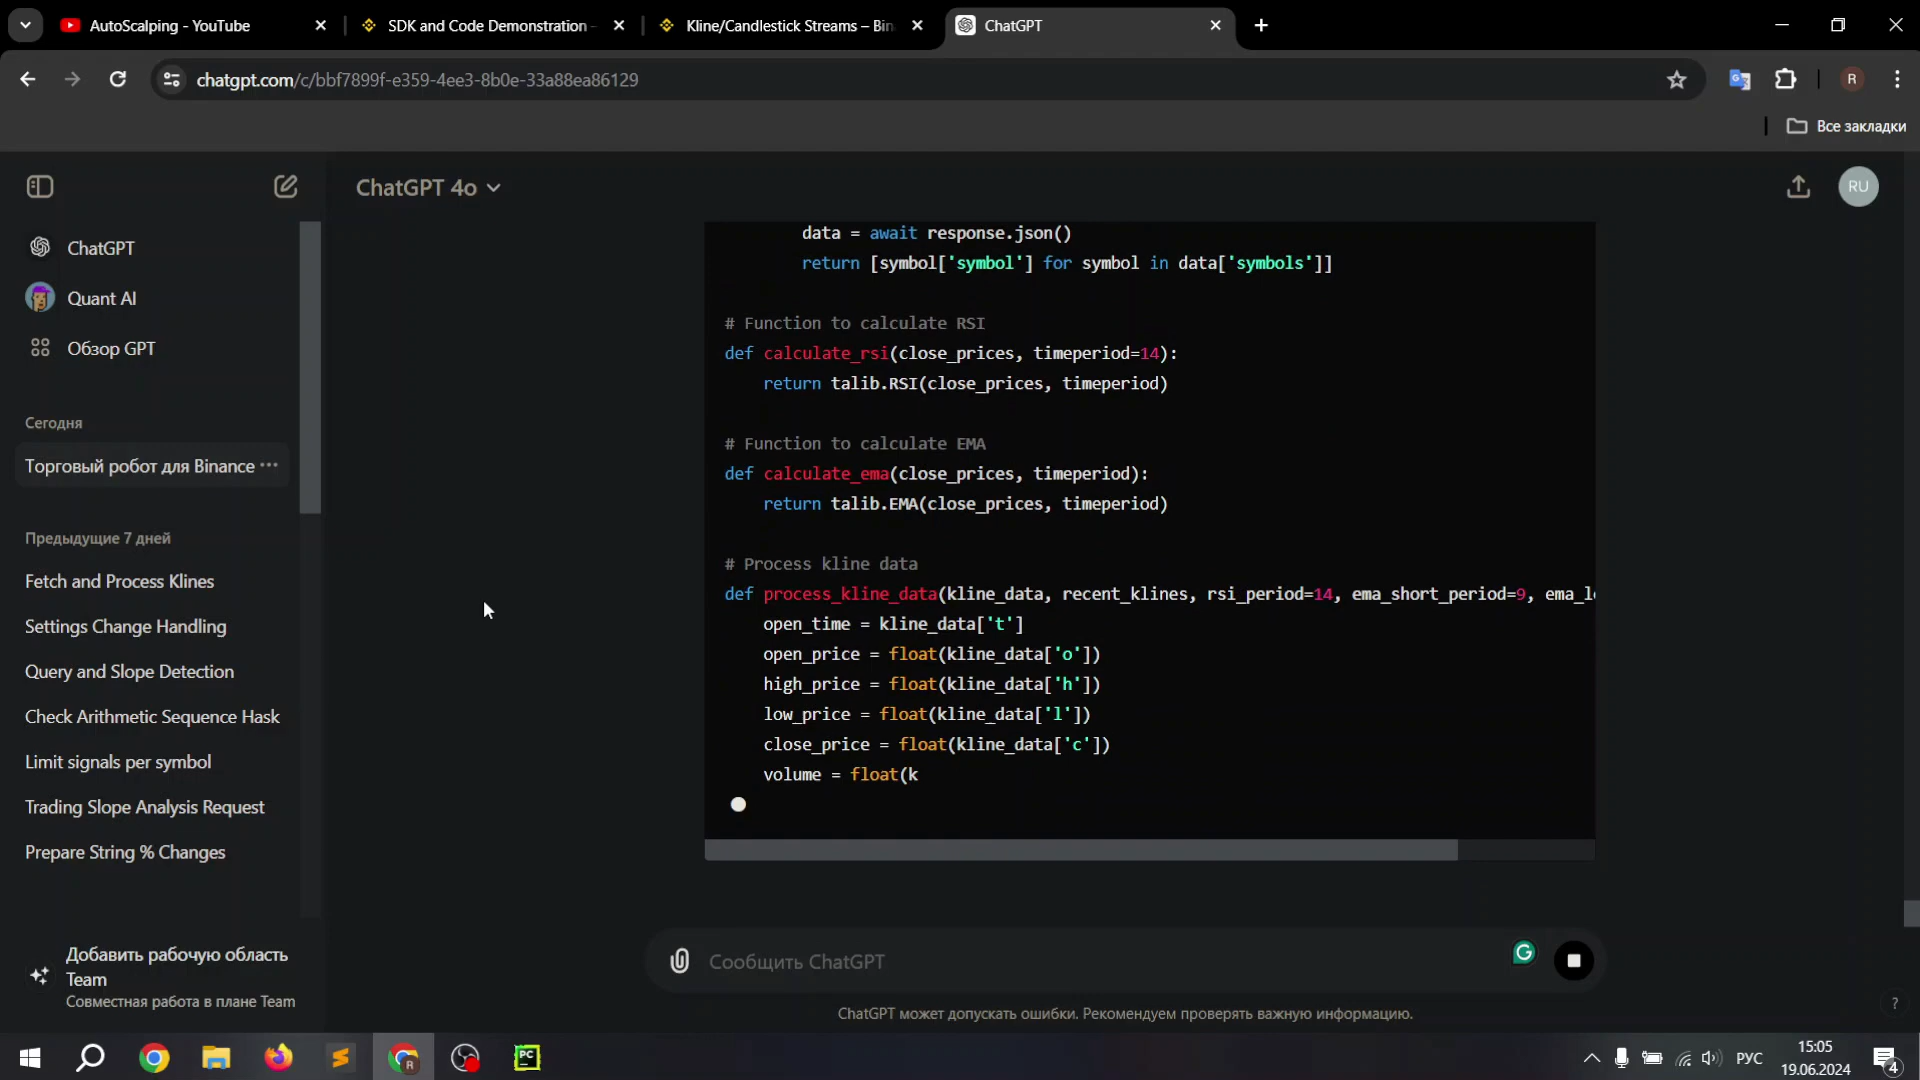 AutoScalping - YouTube
SDK and Code Demonstration -
Kline/Candlestick Streams – Bin
ChatGPT
chatgpt.com/c/bbf7899f-e359-4ee3-8b0e-33a88ea86129
R
Все закладки
ChatGPT 4o
RU
ChatGPT
Quant AI
Обзор GPT
Сегодня
Торговый робот для Binance
Предыдущие 7 дней
Fetch and Process Klines
Settings Change Handling
Query and Slope Detection
Check Arithmetic Sequence Hask
Limit signals per symbol
Trading Slope Analysis Request
Prepare String % Changes
Добавить рабочую область
Team
Совместная работа в плане Team
data = await response.json()
return [symbol['symbol'] for symbol in data['symbols']]
# Function to calculate RSI
def calculate_rsi(close_prices, timeperiod=14):
return talib.RSI(close_prices, timeperiod)
# Function to calculate EMA
def calculate_ema(close_prices, timeperiod):
return talib.EMA(close_prices, timeperiod)
# Process kline data
def process_kline_data(kline_data, recent_klines, rsi_period=14, ema_short_period=9, ema_l
open_time = kline_data['t']
open_price = float(kline_data['o'])
high_price = float(kline_data['h'])
low_price = float(kline_data['l'])
close_price = float(kline_data['c'])
volume = float(k
Сообщить ChatGPT
G
ChatGPT может допускать ошибки. Рекомендуем проверять важную информацию.
?
PC
R
РУС
15:05
19.06.2024
4